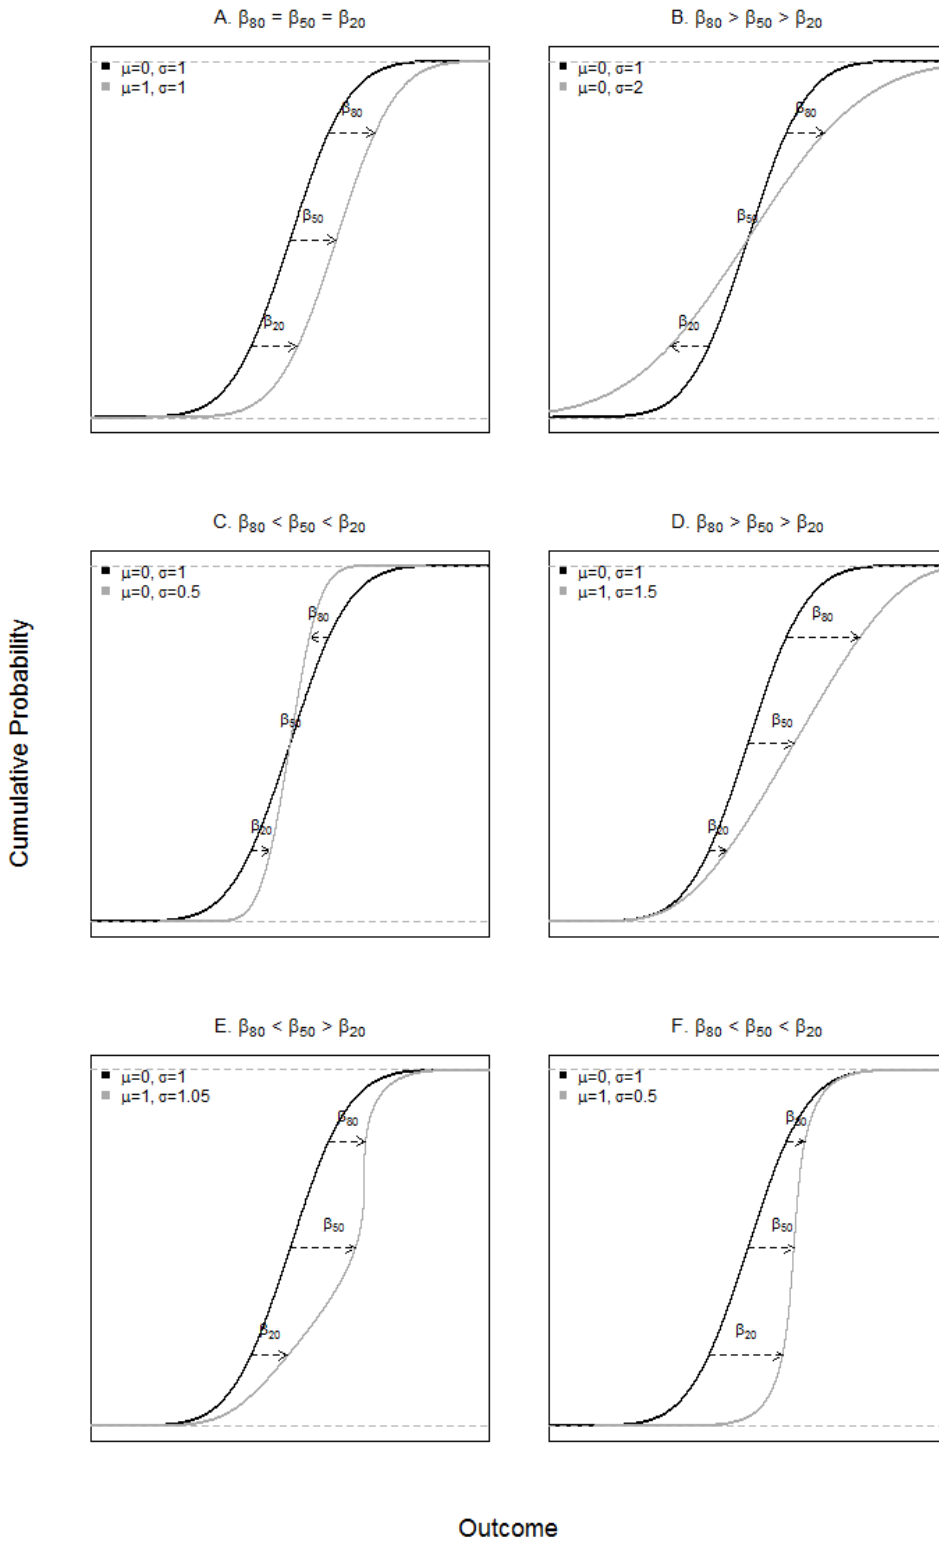 A. β80 = β50 = β20
μ=0, σ=1
μ=1, σ=1
β80
β50
β20
B. β80 > β50 > β20
μ=0, σ=1
μ=0, σ=2
β80
β50
β20
C. β80 < β50 < β20
μ=0, σ=1
μ=0, σ=0.5
β80
β50
β20
D. β80 > β50 > β20
μ=0, σ=1
μ=1, σ=1.5
β80
β50
β20
E. β80 < β50 > β20
μ=0, σ=1
μ=1, σ=1.05
β80
β50
β20
F. β80 < β50 < β20
μ=0, σ=1
μ=1, σ=0.5
β80
β50
β20
Cumulative Probability
Outcome